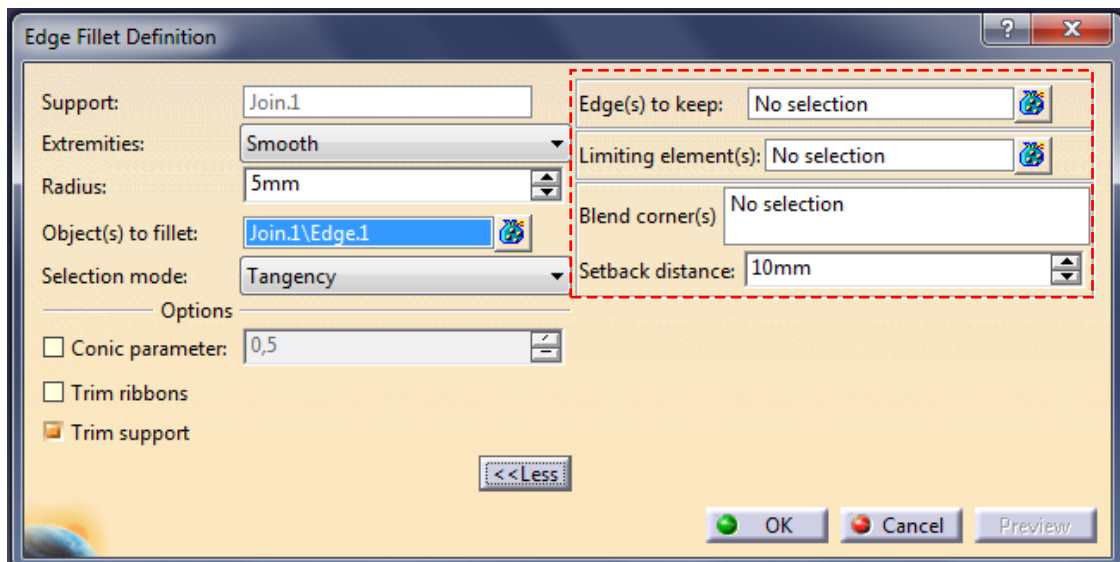 Edge Fillet Definition
?
X
Support:
Join.1
Extremities:
Smooth
Radius:
5mm
Object(s) to fillet:
Join.1\Edge.1
Selection mode:
Tangency
Options
Conic parameter:
0,5
Trim ribbons
Trim support
Edge(s) to keep:
No selection
Limiting element(s):
No selection
Blend corner(s)
No selection
Setback distance:
10mm
<<Less
OK
Cancel
Preview